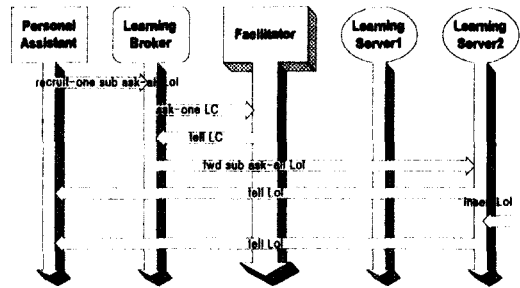 Personal
Assistant
Learning
Broker
Facilitator
Learning
Server1
Learning
Server2
recruit-one sub ask-all LoI
ask-one LC
Tell LC
fwd sub ask-all LoI
Tell LoI
insert LoI
Tell LoI